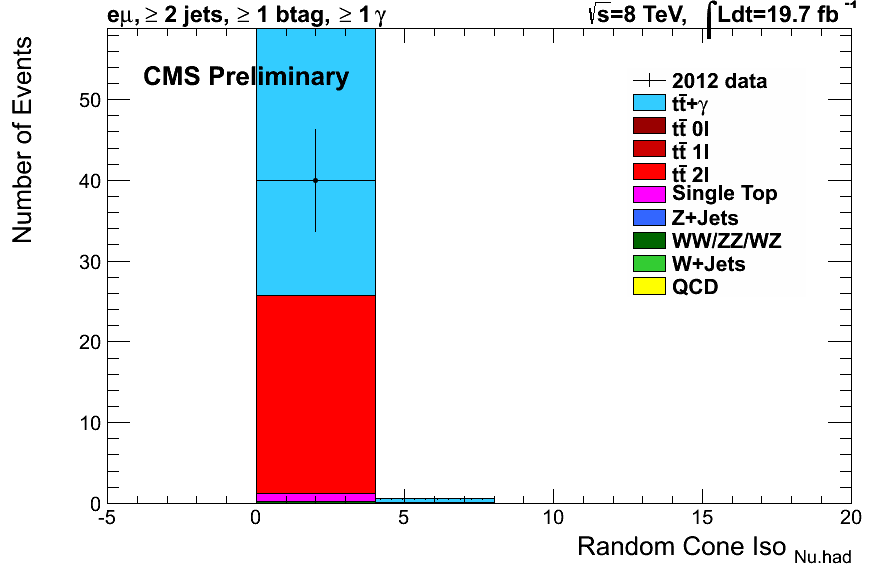 eμ, ≥ 2 jets, ≥ 1 btag, ≥ 1 γ
√s=8 TeV, ∫Ldt=19.7 fb⁻¹
CMS Preliminary
Number of Events
50
40
30
20
10
0
2012 data
tt̄+γ
tt̄ 0l
tt̄ 1l
tt̄ 2l
Single Top
Z+Jets
WW/ZZ/WZ
W+Jets
QCD
-5 0 5 10 15 20
Random Cone Iso Nu.had